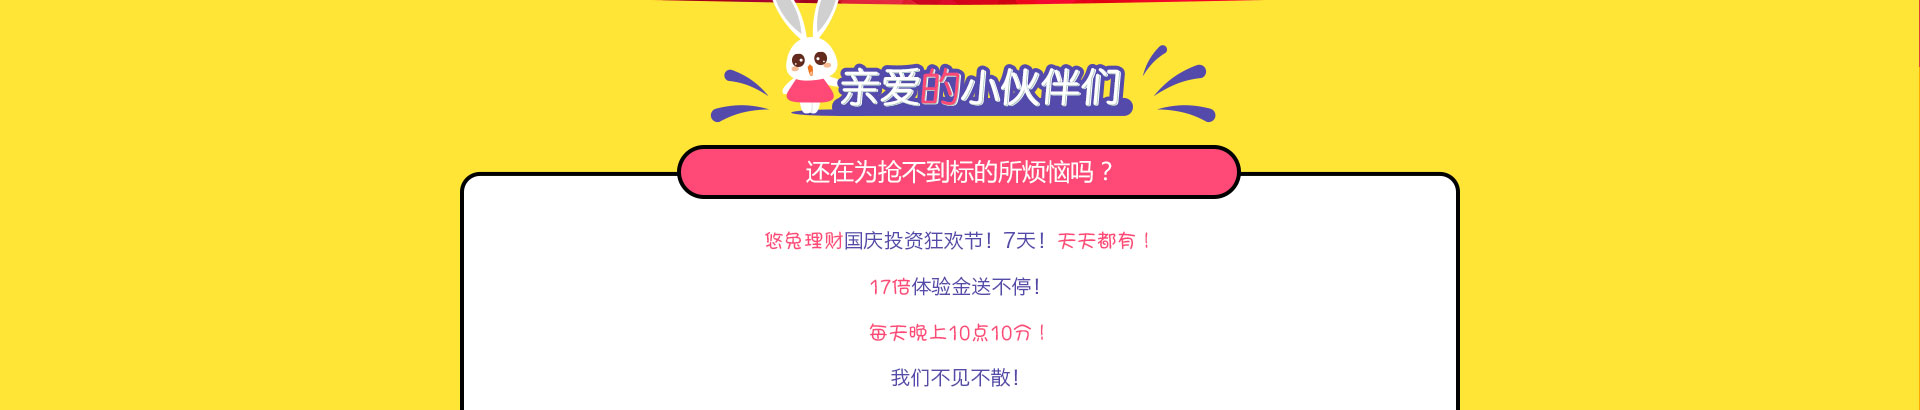 亲爱的小伙伴们
还在为抢不到标的所烦恼吗？
悠兔理财国庆投资狂欢节！7天！天天都有！
17倍体验金送不停！
每天晚上10点10分！
我们不见不散！